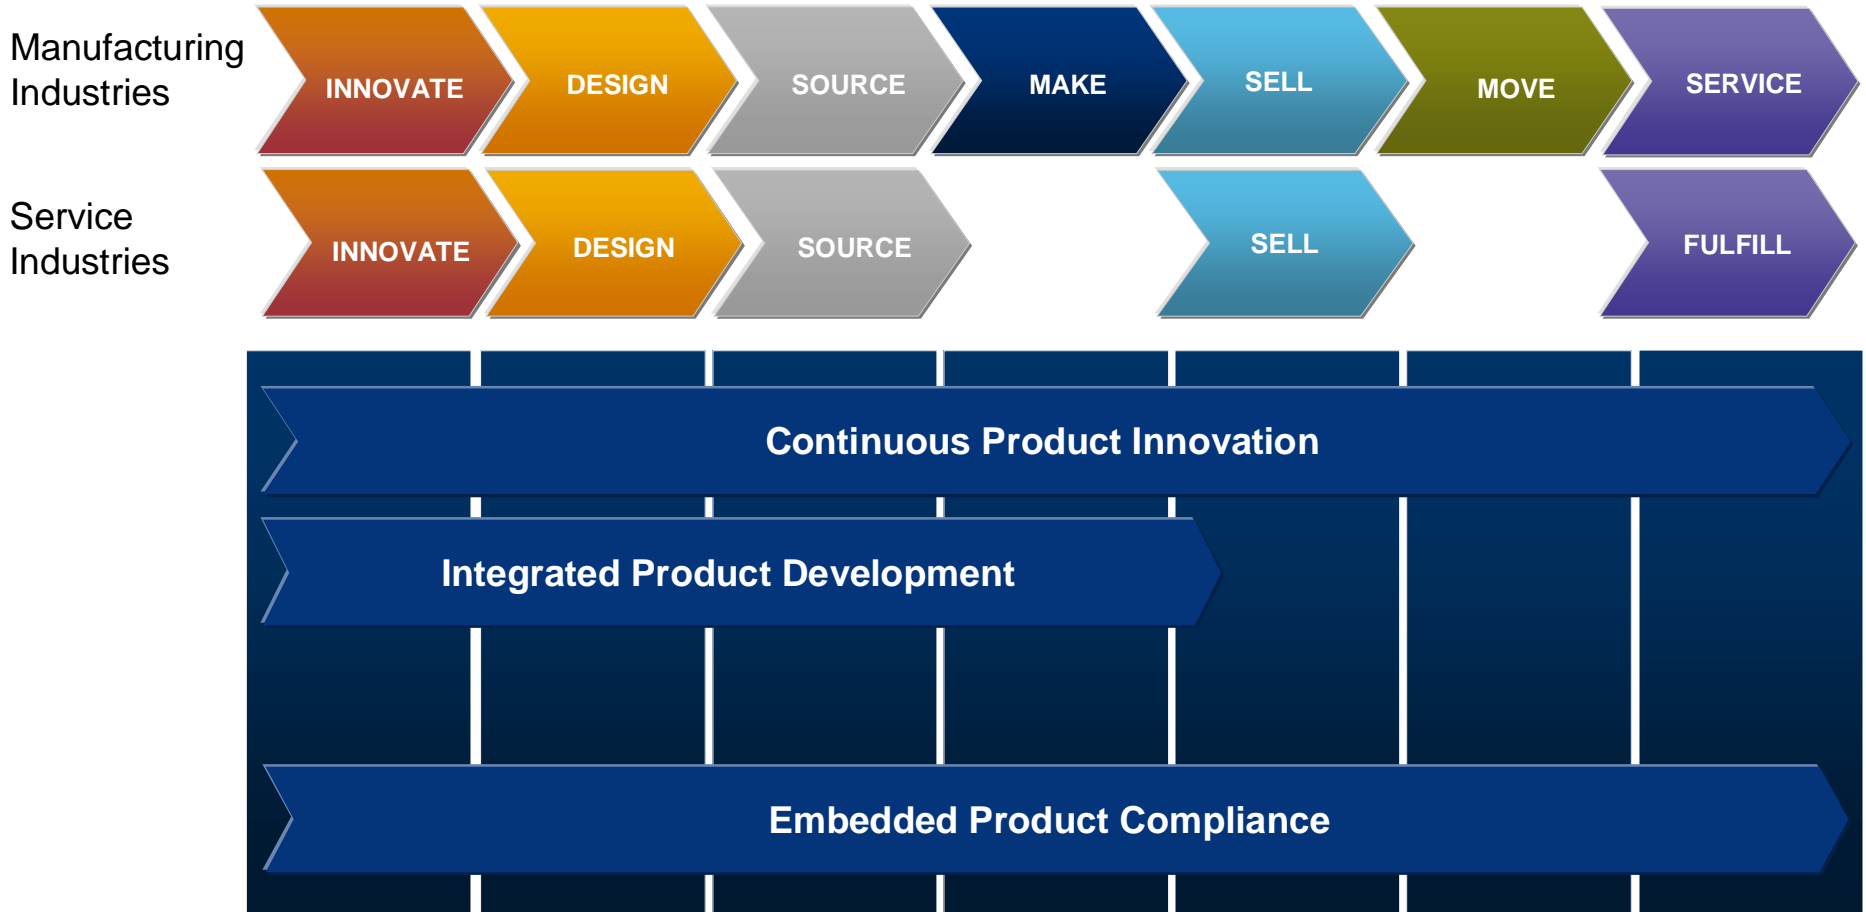 Manufacturing
Industries
INNOVATE
DESIGN
SOURCE
MAKE
SELL
MOVE
SERVICE
Service
Industries
INNOVATE
DESIGN
SOURCE
SELL
FULFILL
Continuous Product Innovation
Integrated Product Development
Embedded Product Compliance